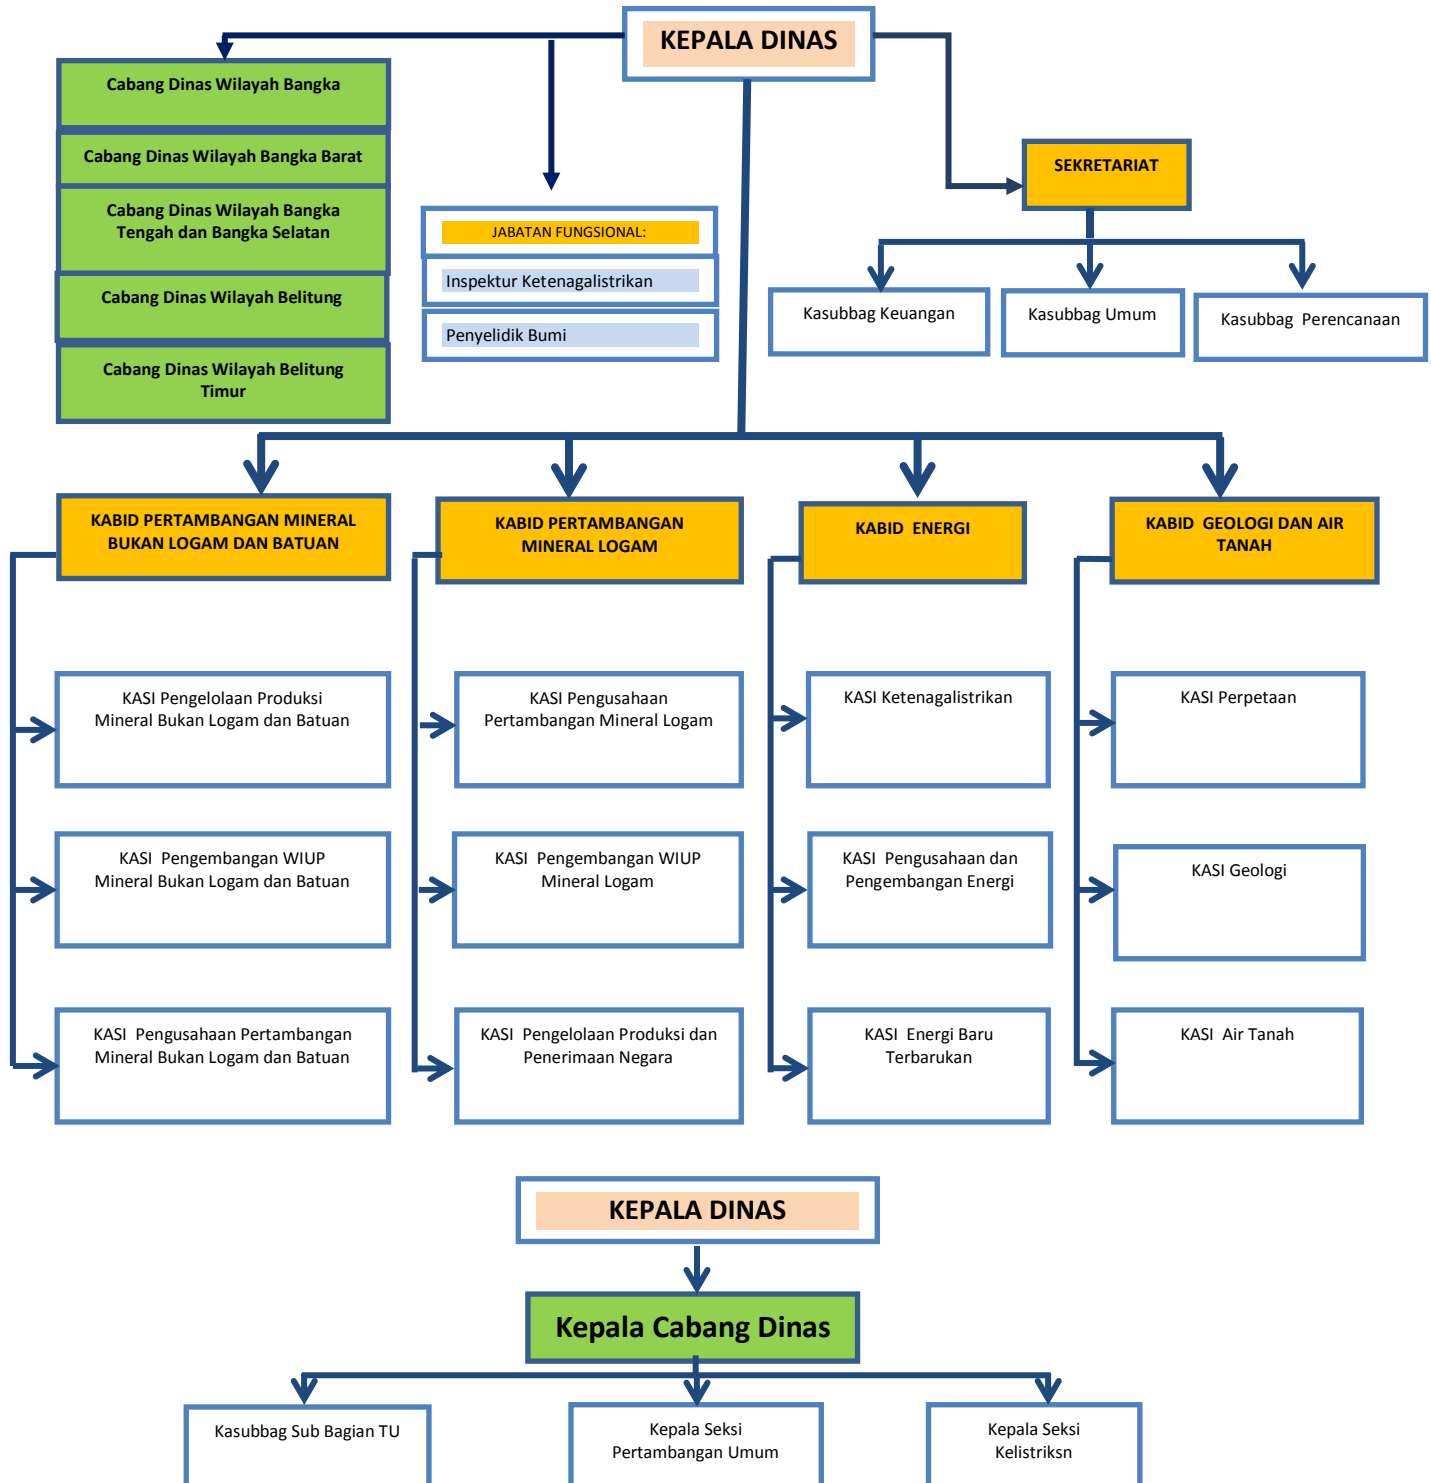 KEPALA DINAS
Cabang Dinas Wilayah Bangka
Cabang Dinas Wilayah Bangka Barat
Cabang Dinas Wilayah Bangka
Tengah dan Bangka Selatan
Cabang Dinas Wilayah Belitung
Cabang Dinas Wilayah Belitung
Timur
JABATAN FUNGSIONAL:
Inspektur Ketenagalistrikan
Penyelidik Bumi
SEKRETARIAT
Kasubbag Keuangan
Kasubbag Umum
Kasubbag Perencanaan
KABID PERTAMBANGAN MINERAL
BUKAN LOGAM DAN BATUAN
KABID PERTAMBANGAN
MINERAL LOGAM
KABID ENERGI
KABID GEOLOGI DAN AIR
TANAH
KASI Pengelolaan Produksi
Mineral Bukan Logam dan Batuan
KASI Pengusahaan
Pertambangan Mineral Logam
KASI Ketenagalistrikan
KASI Perpetaan
KASI Pengembangan WIUP
Mineral Bukan Logam dan Batuan
KASI Pengembangan WIUP
Mineral Logam
KASI Pengusahaan dan
Pengembangan Energi
KASI Geologi
KASI Pengusahaan Pertambangan
Mineral Bukan Logam dan Batuan
KASI Pengelolaan Produksi dan
Penerimaan Negara
KASI Energi Baru
Terbarukan
KASI Air Tanah
KEPALA DINAS
Kepala Cabang Dinas
Kasubbag Sub Bagian TU
Kepala Seksi
Pertambangan Umum
Kepala Seksi
Kelistriksn